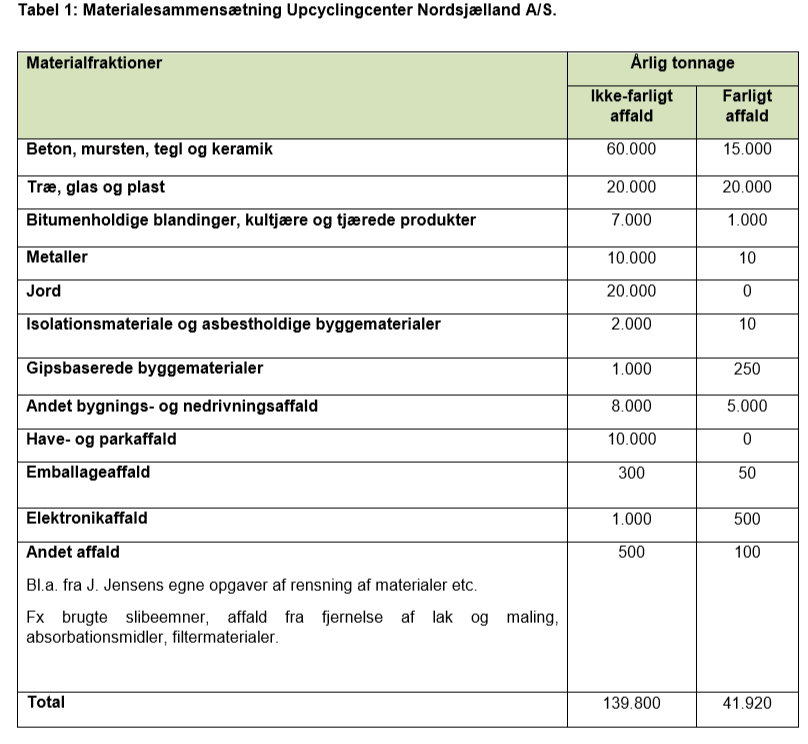 Tabel 1: Materialesammensætning Upcyclingcenter Nordsjælland A/S.
Materialfraktioner
Årlig tonnage
Ikke-farligt affald
Farligt affald
Beton, mursten, tegl og keramik 60.000 15.000
Træ, glas og plast 20.000 20.000
Bitumenholdige blandinger, kultjære og tjærede produkter 7.000 1.000
Metaller 10.000 10
Jord 20.000 0
Isolationsmateriale og asbestholdige byggematerialer 2.000 10
Gipsbaserede byggematerialer 1.000 250
Andet bygnings- og nedrivningsaffald 8.000 5.000
Have- og parkaffald 10.000 0
Emballageaffald 300 50
Elektronikaffald 1.000 500
Andet affald 500 100
Bl.a. fra J. Jensens egne opgaver af rensning af materialer etc.
Fx brugte slibeemner, affald fra fjernelse af lak og maling,
absorbationsmidler, filtermaterialer.
Total 139.800 41.920